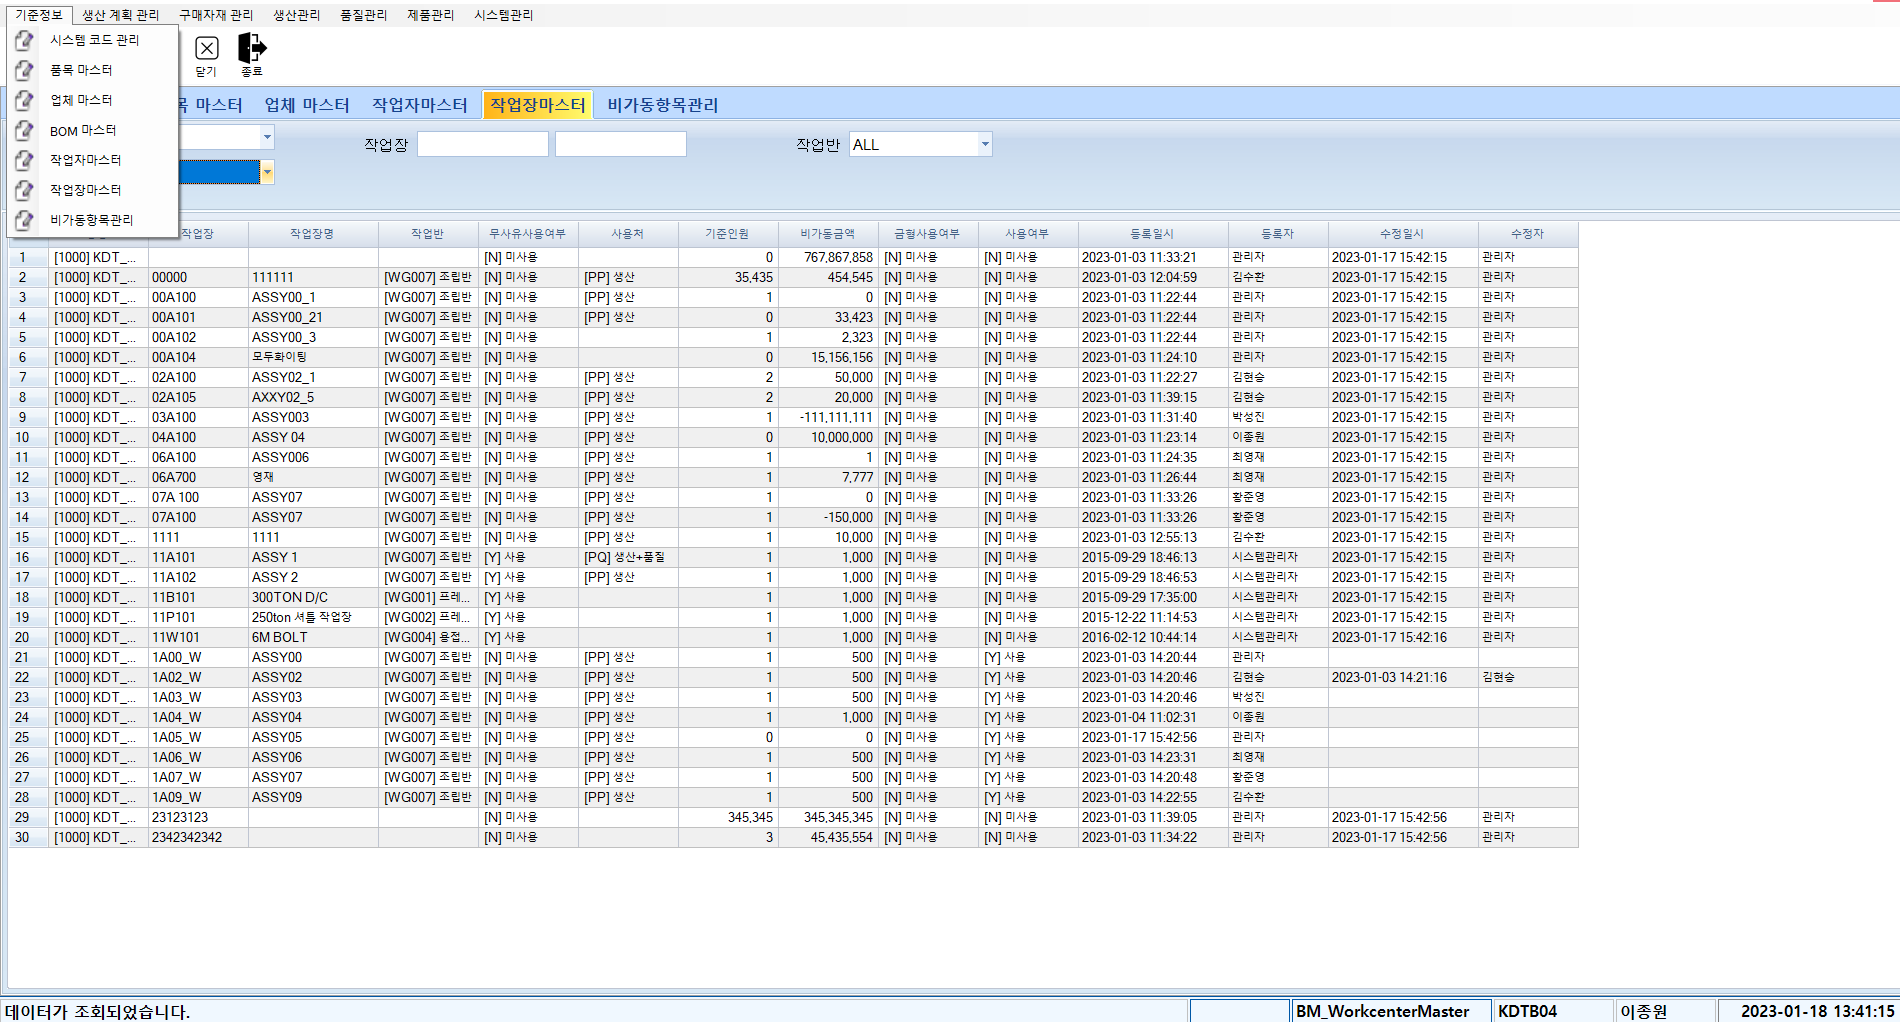 기준정보 생산 계획 관리 구매자재 관리 생산관리 품질관리 제품관리 시스템관리
시스템 코드 관리
품목 마스터
업체 마스터
BOM 마스터
작업자마스터
작업장마스터
비가동항목관리
닫기 종료
목 마스터 업체 마스터 작업자마스터 작업장마스터 비가동항목관리
작업장 작업반 ALL
작업장 작업장명 작업반 무사유사용여부 사용처 기준인원 비가동금액 금형사용여부 사용여부 등록일시 등록자 수정일시 수정자
1 [1000] KDT_... [N] 미사용 0 767,867,858 [N] 미사용 [N] 미사용 2023-01-03 11:33:21 관리자 2023-01-17 15:42:15 관리자
2 [1000] KDT_... 00000 111111 [WG007] 조립반 [N] 미사용 [PP] 생산 35,435 454,545 [N] 미사용 [N] 미사용 2023-01-03 12:04:59 김수환 2023-01-17 15:42:15 관리자
3 [1000] KDT_... 00A100 ASSY00_1 [WG007] 조립반 [N] 미사용 [PP] 생산 1 0 [N] 미사용 [N] 미사용 2023-01-03 11:22:44 관리자 2023-01-17 15:42:15 관리자
4 [1000] KDT_... 00A101 ASSY00_21 [WG007] 조립반 [N] 미사용 [PP] 생산 0 33,423 [N] 미사용 [N] 미사용 2023-01-03 11:22:44 관리자 2023-01-17 15:42:15 관리자
5 [1000] KDT_... 00A102 ASSY00_3 [WG007] 조립반 [N] 미사용 1 2,323 [N] 미사용 [N] 미사용 2023-01-03 11:22:44 관리자 2023-01-17 15:42:15 관리자
6 [1000] KDT_... 00A104 모두화이팅 [WG007] 조립반 [N] 미사용 0 15,156,156 [N] 미사용 [N] 미사용 2023-01-03 11:24:10 관리자 2023-01-17 15:42:15 관리자
7 [1000] KDT_... 02A100 ASSY02_1 [WG007] 조립반 [N] 미사용 [PP] 생산 2 50,000 [N] 미사용 [N] 미사용 2023-01-03 11:22:27 김현승 2023-01-17 15:42:15 관리자
8 [1000] KDT_... 02A105 AXXY02_5 [WG007] 조립반 [N] 미사용 [PP] 생산 2 20,000 [N] 미사용 [N] 미사용 2023-01-03 11:39:15 김현승 2023-01-17 15:42:15 관리자
9 [1000] KDT_... 03A100 ASSY003 [WG007] 조립반 [N] 미사용 [PP] 생산 1 -111,111,111 [N] 미사용 [N] 미사용 2023-01-03 11:31:40 박성진 2023-01-17 15:42:15 관리자
10 [1000] KDT_... 04A100 ASSY 04 [WG007] 조립반 [N] 미사용 [PP] 생산 0 10,000,000 [N] 미사용 [N] 미사용 2023-01-03 11:23:14 이종원 2023-01-17 15:42:15 관리자
11 [1000] KDT_... 06A100 ASSY006 [WG007] 조립반 [N] 미사용 [PP] 생산 1 1 [N] 미사용 [N] 미사용 2023-01-03 11:24:35 최영재 2023-01-17 15:42:15 관리자
12 [1000] KDT_... 06A700 영재 [WG007] 조립반 [N] 미사용 [PP] 생산 1 7,777 [N] 미사용 [N] 미사용 2023-01-03 11:26:44 최영재 2023-01-17 15:42:15 관리자
13 [1000] KDT_... 07A 100 ASSY07 [WG007] 조립반 [N] 미사용 [PP] 생산 1 0 [N] 미사용 [N] 미사용 2023-01-03 11:33:26 황준영 2023-01-17 15:42:15 관리자
14 [1000] KDT_... 07A100 ASSY07 [WG007] 조립반 [N] 미사용 [PP] 생산 1 -150,000 [N] 미사용 [N] 미사용 2023-01-03 11:33:26 황준영 2023-01-17 15:42:15 관리자
15 [1000] KDT_... 1111 1111 [WG007] 조립반 [N] 미사용 [PP] 생산 1 10,000 [N] 미사용 [N] 미사용 2023-01-03 12:55:13 김수환 2023-01-17 15:42:15 관리자
16 [1000] KDT_... 11A101 ASSY 1 [WG007] 조립반 [Y] 사용 [PQ] 생산+품질 1 1,000 [N] 미사용 [N] 미사용 2015-09-29 18:46:13 시스템관리자 2023-01-17 15:42:15 관리자
17 [1000] KDT_... 11A102 ASSY 2 [WG007] 조립반 [Y] 사용 [PP] 생산 1 1,000 [N] 미사용 [N] 미사용 2015-09-29 18:46:53 시스템관리자 2023-01-17 15:42:15 관리자
18 [1000] KDT_... 11B101 300TON D/C [WG001] 프레... [Y] 사용 1 1,000 [N] 미사용 [N] 미사용 2015-09-29 17:35:00 시스템관리자 2023-01-17 15:42:15 관리자
19 [1000] KDT_... 11P101 250ton 셔틀 작업장 [WG002] 프레... [Y] 사용 1 1,000 [N] 미사용 [N] 미사용 2015-12-22 11:14:53 시스템관리자 2023-01-17 15:42:15 관리자
20 [1000] KDT_... 11W101 6M BOLT [WG004] 용접... [Y] 사용 1 1,000 [N] 미사용 [N] 미사용 2016-02-12 10:44:14 시스템관리자 2023-01-17 15:42:16 관리자
21 [1000] KDT_... 1A00_W ASSY00 [WG007] 조립반 [N] 미사용 [PP] 생산 1 500 [N] 미사용 [Y] 사용 2023-01-03 14:20:44 관리자
22 [1000] KDT_... 1A02_W ASSY02 [WG007] 조립반 [N] 미사용 [PP] 생산 1 500 [N] 미사용 [Y] 사용 2023-01-03 14:20:46 김현승 2023-01-03 14:21:16 김현승
23 [1000] KDT_... 1A03_W ASSY03 [WG007] 조립반 [N] 미사용 [PP] 생산 1 500 [N] 미사용 [Y] 사용 2023-01-03 14:20:46 박성진
24 [1000] KDT_... 1A04_W ASSY04 [WG007] 조립반 [N] 미사용 [PP] 생산 1 1,000 [N] 미사용 [Y] 사용 2023-01-04 11:02:31 이종원
25 [1000] KDT_... 1A05_W ASSY05 [WG007] 조립반 [N] 미사용 [PP] 생산 0 0 [N] 미사용 [Y] 사용 2023-01-17 15:42:56 관리자
26 [1000] KDT_... 1A06_W ASSY06 [WG007] 조립반 [N] 미사용 [PP] 생산 1 500 [N] 미사용 [Y] 사용 2023-01-03 14:23:31 최영재
27 [1000] KDT_... 1A07_W ASSY07 [WG007] 조립반 [N] 미사용 [PP] 생산 1 500 [N] 미사용 [Y] 사용 2023-01-03 14:20:48 황준영
28 [1000] KDT_... 1A09_W ASSY09 [WG007] 조립반 [N] 미사용 [PP] 생산 1 500 [N] 미사용 [Y] 사용 2023-01-03 14:22:55 김수환
29 [1000] KDT_... 23123123 [N] 미사용 345,345 345,345,345 [N] 미사용 [N] 미사용 2023-01-03 11:39:05 관리자 2023-01-17 15:42:56 관리자
30 [1000] KDT_... 2342342342 [N] 미사용 3 45,435,554 [N] 미사용 [N] 미사용 2023-01-03 11:34:22 관리자 2023-01-17 15:42:56 관리자
데이터가 조회되었습니다. BM_WorkcenterMaster KDTB04 이종원 2023-01-18 13:41:15